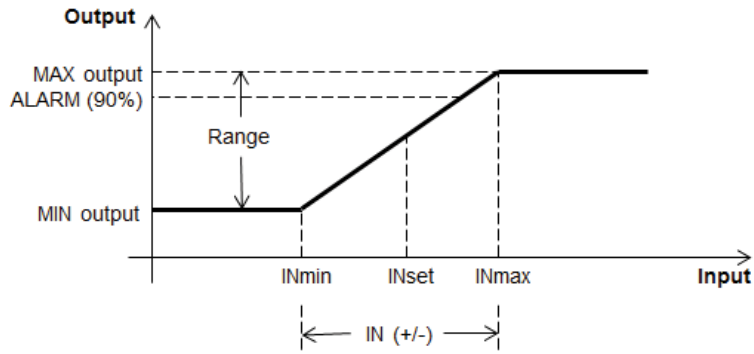 Output
MAX output
ALARM (90%)
Range
MIN output
INmin INset INmax Input
IN (+/-)